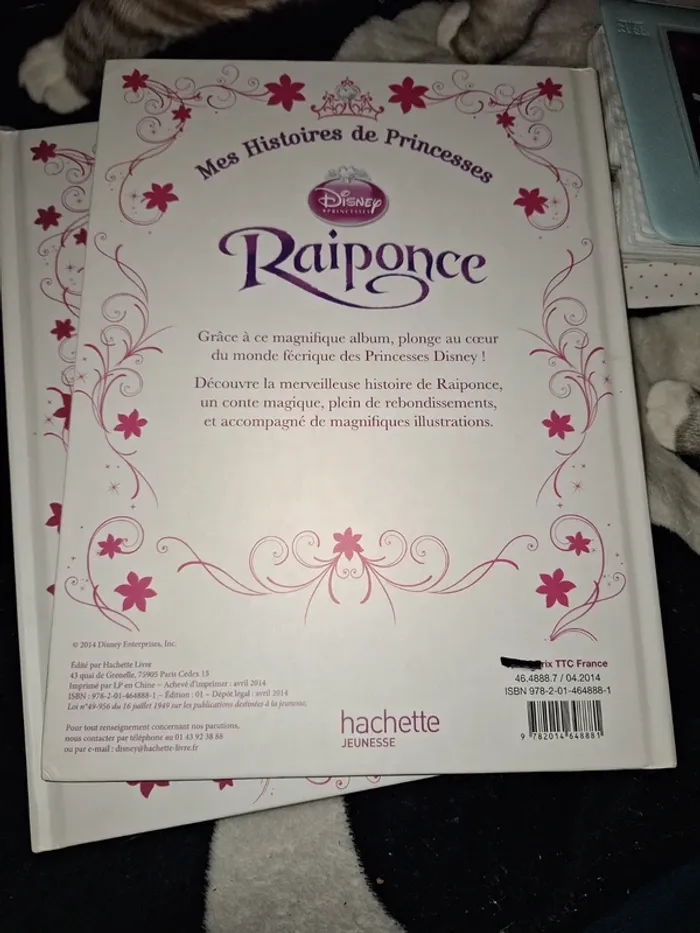 Mes Histoires de Princesses
Disney
PRINCESSES
Raiponce
Grâce à ce magnifique album, plonge au cœur
du monde féerique des Princesses Disney !
Découvre la merveilleuse histoire de Raiponce,
un conte magique, plein de rebondissements,
et accompagné de magnifiques illustrations.
© 2014 Disney Enterprises, Inc.
Édité par Hachette Livre
43 quai de Grenelle, 75905 Paris Cedex 15
Imprimé par LP en Chine – Achevé d'imprimer : avril 2014
ISBN : 978-2-01-464888-1 – Édition : 01 – Dépôt légal : avril 2014
Loi n°49-956 du 16 juillet 1949 sur les publications destinées à la jeunesse.
Pour tout renseignement concernant nos parutions,
nous contacter par téléphone au 01 43 92 38 88
ou par e-mail : disney@hachette-livre.fr
hachette
JEUNESSE
rix TTC France
46.4888.7 / 04.2014
ISBN 978-2-01-464888-1
9 782014 648881